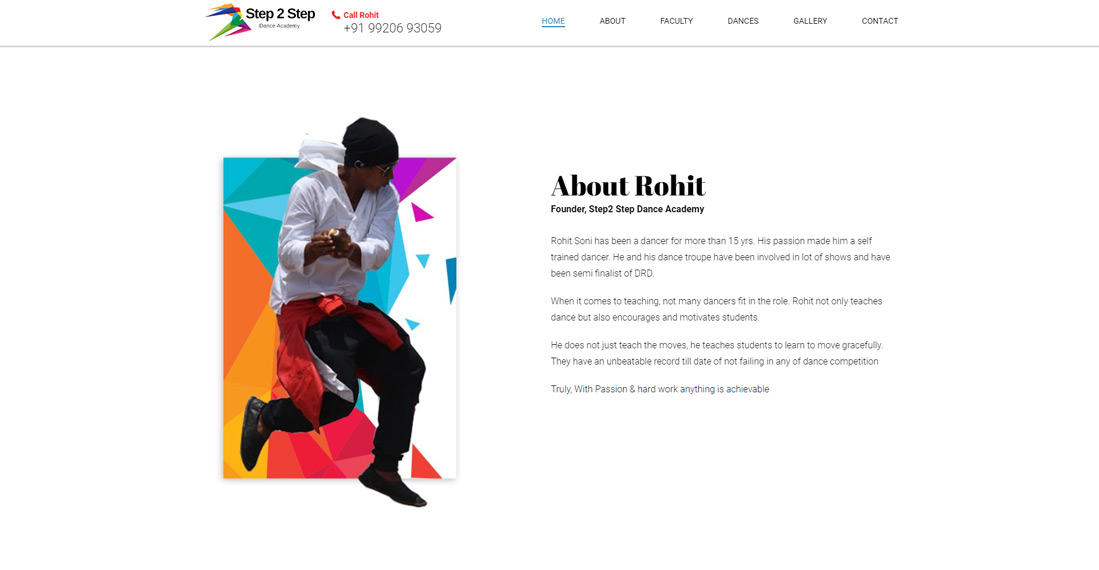 Step 2 Step
Dance Academy
Call Rohit
+91 99206 93059
HOME
ABOUT
FACULTY
DANCES
GALLERY
CONTACT
About Rohit
Founder, Step2 Step Dance Academy
Rohit Soni has been a dancer for more than 15 yrs. His passion made him a self
trained dancer. He and his dance troupe have been involved in lot of shows and have
been semi finalist of DRD.
When it comes to teaching, not many dancers fit in the role. Rohit not only teaches
dance but also encourages and motivates students.
He does not just teach the moves, he teaches students to learn to move gracefully.
They have an unbeatable record till date of not failing in any of dance competition
Truly, With Passion & hard work anything is achievable